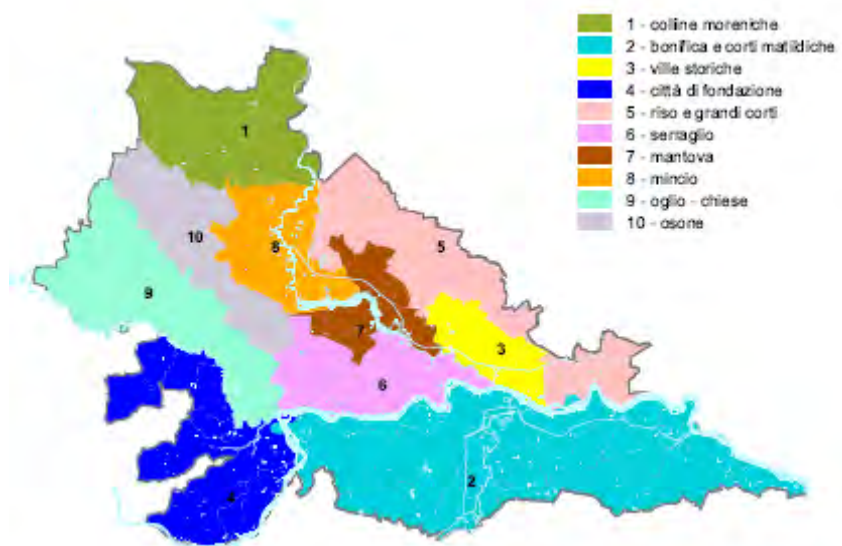 1 - colline moreniche
2 - bonifica e corti matildiche
3 - ville storiche
4 - città di fondazione
5 - riso e grandi corti
6 - serraglio
7 - mantova
8 - mincio
9 - oglio - chiese
10 - osone
1
10
8
5
9
7
3
6
4
2